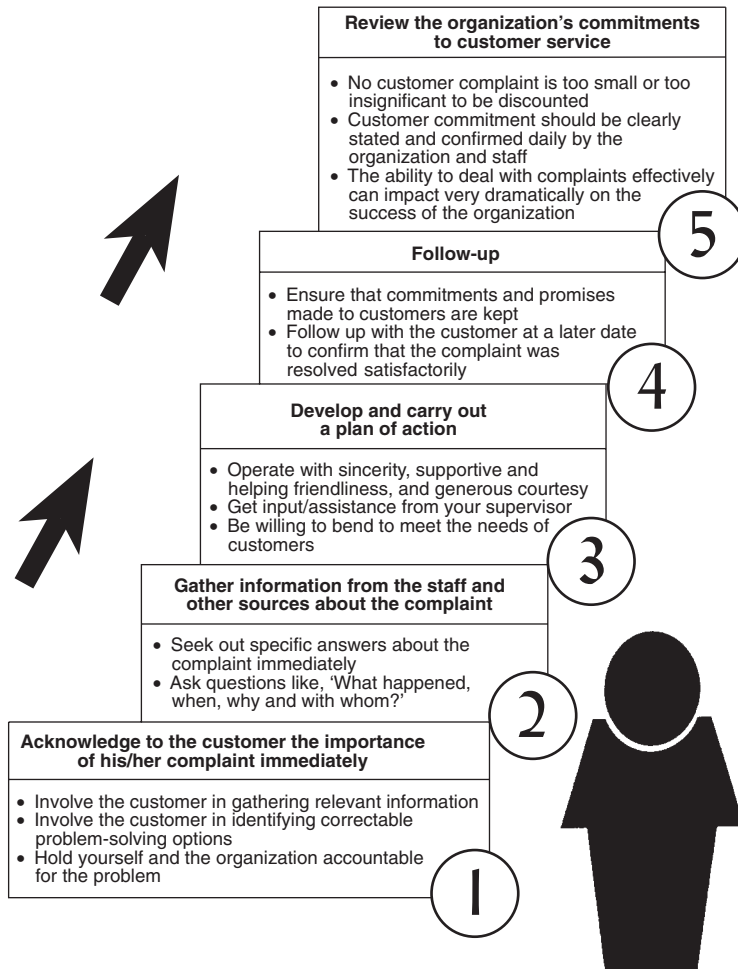 Review the organization's commitments
to customer service
• No customer complaint is too small or too
insignificant to be discounted
• Customer commitment should be clearly
stated and confirmed daily by the
organization and staff
• The ability to deal with complaints effectively
can impact very dramatically on the
success of the organization
5
Follow-up
• Ensure that commitments and promises
made to customers are kept
• Follow up with the customer at a later date
to confirm that the complaint was
resolved satisfactorily
4
Develop and carry out
a plan of action
• Operate with sincerity, supportive and
helping friendliness, and generous courtesy
• Get input/assistance from your supervisor
• Be willing to bend to meet the needs of
customers
3
Gather information from the staff and
other sources about the complaint
• Seek out specific answers about the
complaint immediately
• Ask questions like, 'What happened,
when, why and with whom?'
2
Acknowledge to the customer the importance
of his/her complaint immediately
• Involve the customer in gathering relevant information
• Involve the customer in identifying correctable
problem-solving options
• Hold yourself and the organization accountable
for the problem
1